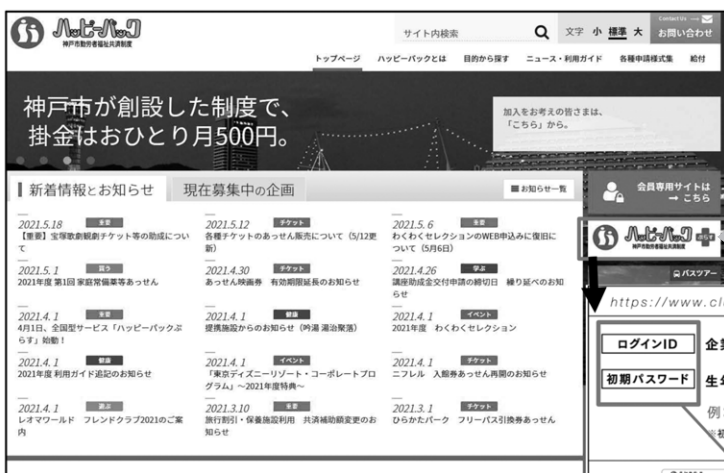 ハッピーパック
神戸市勤労者福祉共済制度
サイト内検索
文字 小 標準 大
Contact Us
お問い合わせ
トップページ ハッピーパックとは 目的から探す ニュース・利用ガイド 各種申請様式集 給付
神戸市が創設した制度で、
掛金はおひとり月500円。
加入をお考えの皆さまは、
「こちら」から。
新着情報とお知らせ 現在募集中の企画
お知らせ一覧
2021.5.18 重要
【重要】宝塚歌劇観劇チケット等の助成につい
て
2021.5.12 チケット
各種チケットのあっせん販売について（5/12更
新）
2021.5.6 重要
わくわくセレクションのWEB申込みに復旧に
ついて（5月6日）
2021.5.1 買う
2021年度 第1回 家庭常備薬等あっせん
2021.4.30 チケット
あっせん映画券 有効期限延長のお知らせ
2021.4.26 学ぶ
講座助成金交付申請の締切日 繰り延べのお知
らせ
2021.4.1 重要
4月1日、全国型サービス「ハッピーパックぷ
らす」始動！
2021.4.1 健康
提携施設からのお知らせ（吟湯 湯治聚落）
2021.4.1 イベント
2021年度 わくわくセレクション
2021.4.1 健康
2021年度 利用ガイド追記のお知らせ
2021.4.1 イベント
「東京ディズニーリゾート・コーポレートプロ
グラム」～2021年度特典～
2021.4.1 チケット
ニフレル 入館券あっせん再開のお知らせ
2021.4.1 遊ぶ
レオマワールド フレンドクラブ2021のご案
内
2021.3.10 重要
旅行割引・保養施設利用 共済補助額変更のお
知らせ
2021.3.1 チケット
ひらかたパーク フリーパス引換券あっせん
会員専用サイトは
→ こちら
ハッピーパック
神戸市勤労者福祉共済制度
バスツアー
https://www.cl
ログインID 企業
初期パスワード 生
例
初